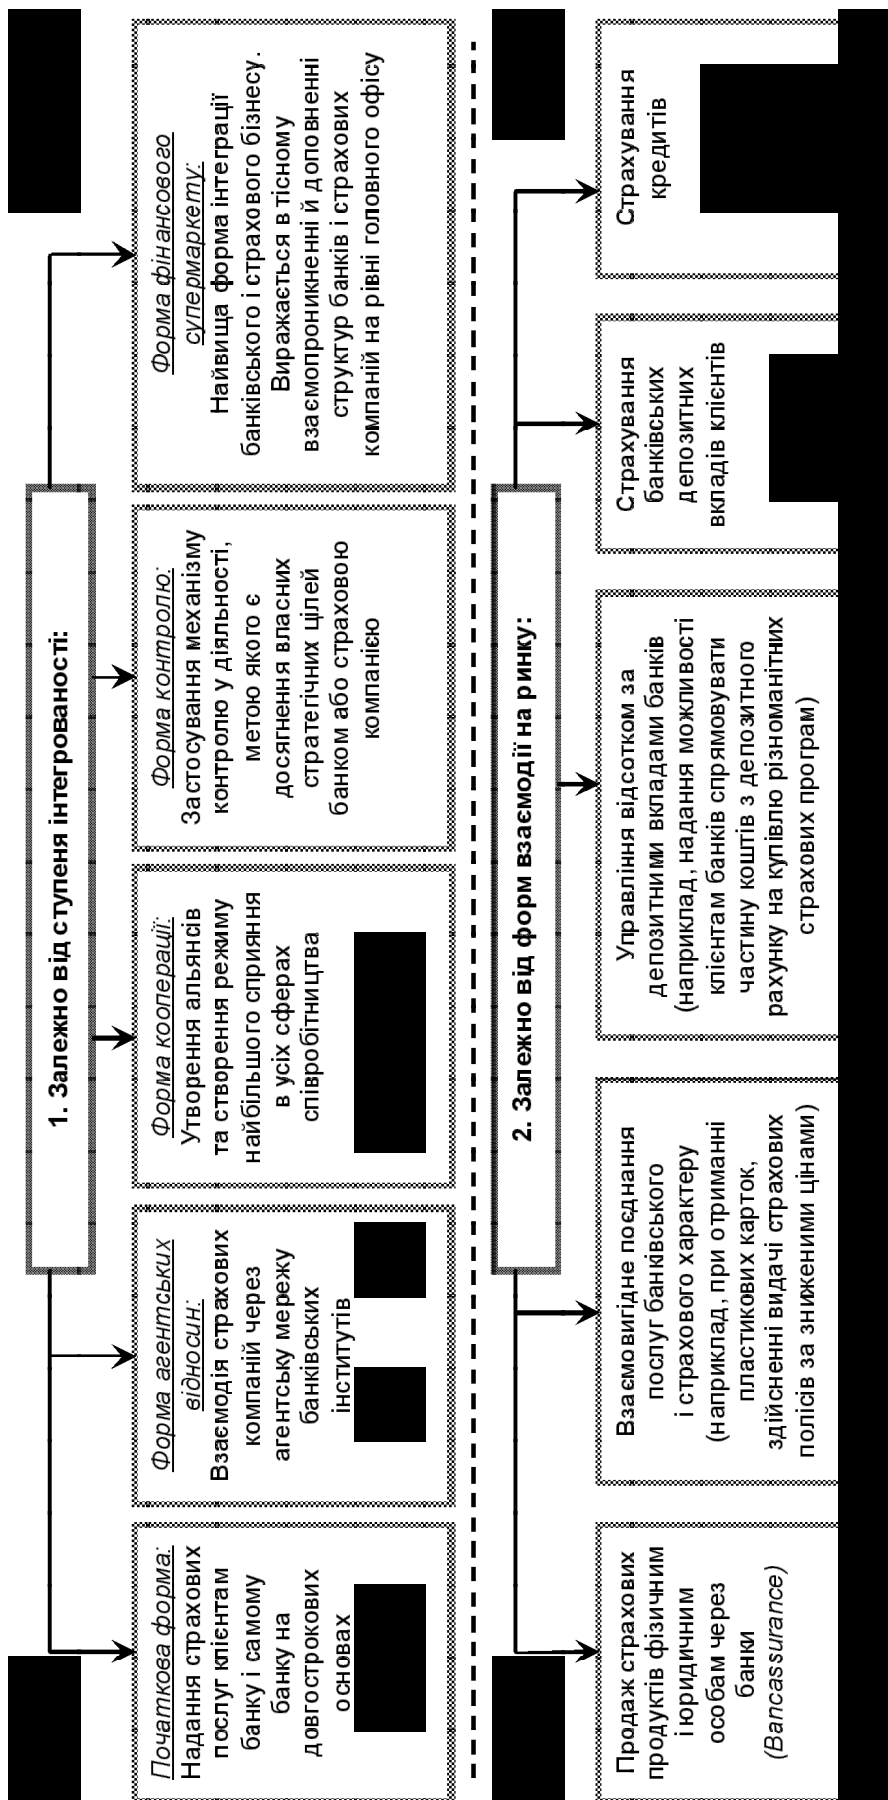 1. Залежно від ступеня інтегрованості:
Початкова форма:
Надання страхових
послуг клієнтам
банку і самому
банку на
довгострокових
основах
Форма агентських
відносин:
Взаємодія страхових
компаній через
агентську мережу
банківських
інститутів
Форма кооперації:
Утворення альянсів
та створення режиму
найбільшого сприяння
в усіх сферах
співробітництва
Форма контролю:
Застосування механізму
контролю у діяльності,
метою якого є
досягнення власних
стратегічних цілей
банком або страховою
компанією
Форма фінансового
супермаркету:
Найвища форма інтеграції
банківського і страхового бізнесу.
Виражається в тісному
взаємопроникненні й доповненні
структур банків і страхових
компаній на рівні головного офісу
2. Залежно від форм взаємодії на ринку:
Продаж страхових
продуктів фізичним
і юридичним
особам через
банки
(Bancassurance)
Взаємовигідне поєднання
послуг банківського
і страхового характеру
(наприклад, при отриманні
пластикових карток,
здійсненні видачі страхових
полісів за зниженими цінами)
Управління відсотком за
депозитними вкладами банків
(наприклад, надання можливості
клієнтам банків спрямовувати
частину коштів з депозитного
рахунку на купівлю різноманітних
страхових програм)
Страхування
банківських
депозитних
вкладів клієнтів
Страхування
кредитів